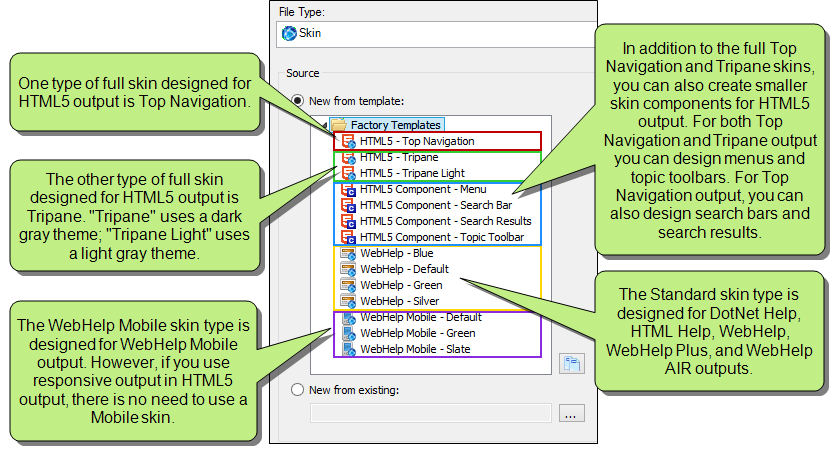 File Type:
Skin
Source
New from template:
Factory Templates
HTML5 - Top Navigation
HTML5 - Tripane
HTML5 - Tripane Light
HTML5 Component - Menu
HTML5 Component - Search Bar
HTML5 Component - Search Results
HTML5 Component - Topic Toolbar
WebHelp - Blue
WebHelp - Default
WebHelp - Green
WebHelp - Silver
WebHelp Mobile - Default
WebHelp Mobile - Green
WebHelp Mobile - Slate
New from existing:
...
One type of full skin designed for
HTML5 output is Top Navigation.
The other type of full skin
designed for HTML5 output is
Tripane. "Tripane" uses a dark
gray theme; "Tripane Light" uses
a light gray theme.
The WebHelp Mobile skin type is
designed for WebHelp Mobile
output. However, if you use
responsive output in HTML5
output, there is no need to use a
Mobile skin.
In addition to the full Top
Navigation and Tripane skins,
you can also create smaller
skin components for HTML5
output. For both Top
Navigation and Tripane output
you can design menus and
topic toolbars. For Top
Navigation output, you can
also design search bars and
search results.
The Standard skin type is
designed for DotNet Help,
HTML Help, WebHelp,
WebHelp Plus, and WebHelp
AIR outputs.